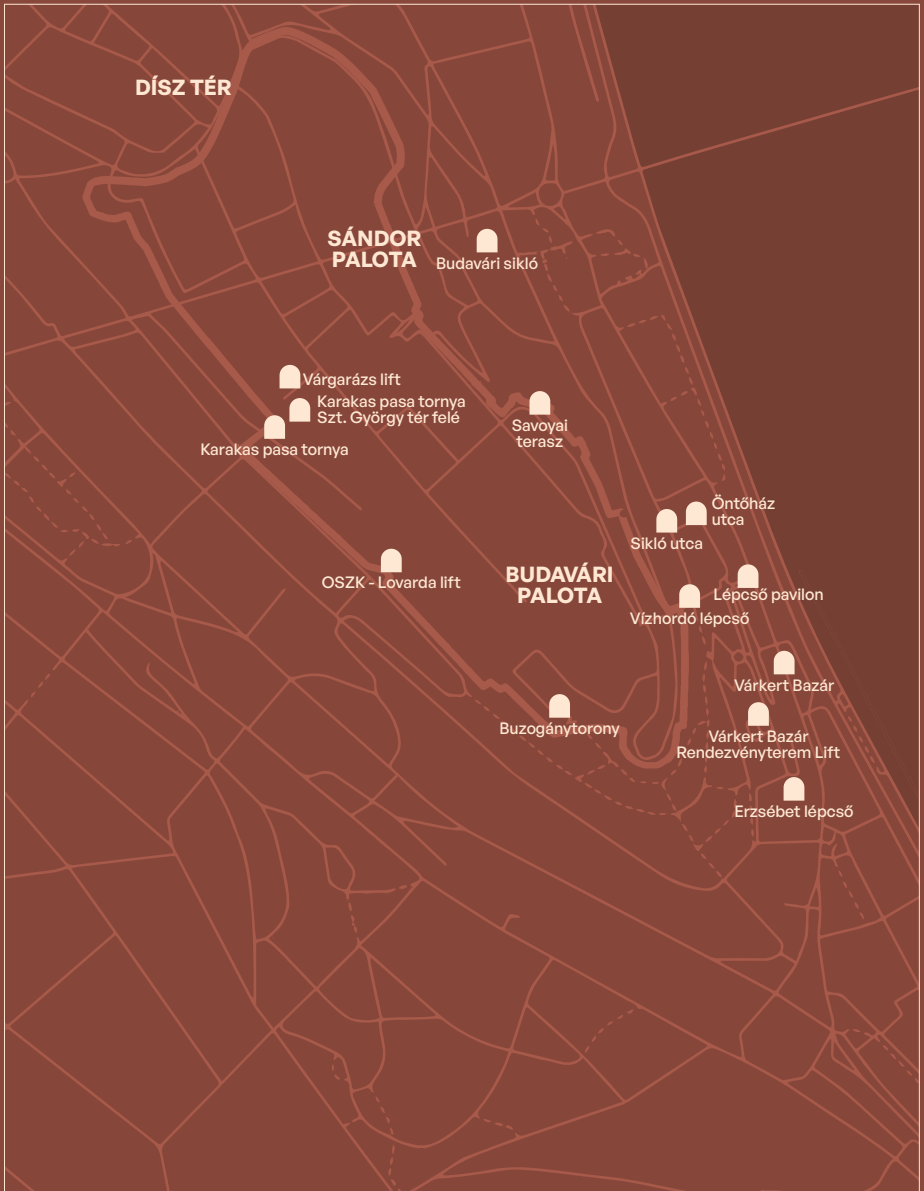 DÍSZ TÉR
SÁNDOR
PALOTA
Budavári sikló
Várgarázs lift
Karakas pasa tornya
Szt. György tér felé
Karakas pasa tornya
Savoyai
terasz
Öntőház
utca
Sikló utca
OSZK - Lovarda lift
BUDAVÁRI
PALOTA
Lépcső pavilon
Vízhordó lépcső
Várkert Bazár
Buzogánytorony
Várkert Bazár
Rendezvényterem Lift
Erzsébet lépcső